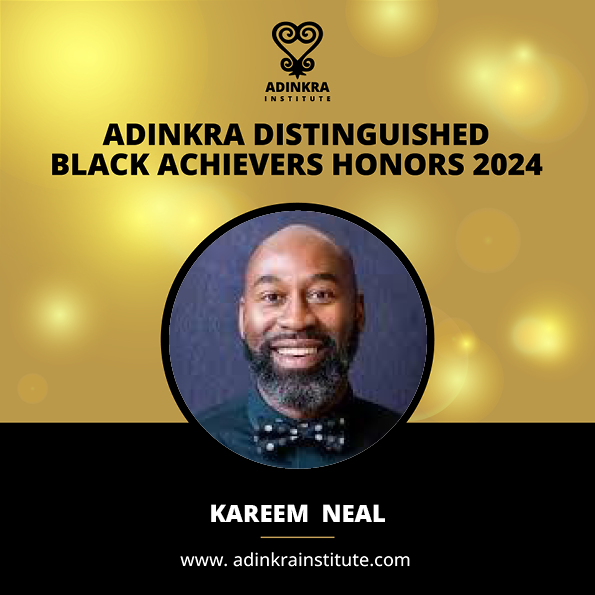 ADINKRA
INSTITUTE
ADINKRA DISTINGUISHED
BLACK ACHIEVERS HONORS 2024
KAREEM NEAL
www. adinkrainstitute.com